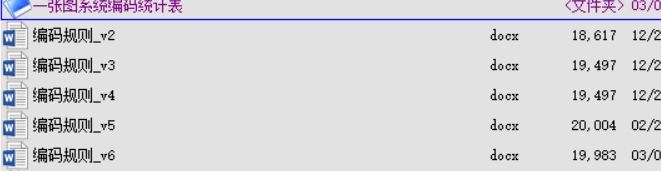 一张图系统编码统计表 <文件夹> 03/0
编码规则_v2 docx 18,617 12/2
编码规则_v3 docx 19,497 12/2
编码规则_v4 docx 19,497 12/2
编码规则_v5 docx 20,004 02/2
编码规则_v6 docx 19,983 03/0